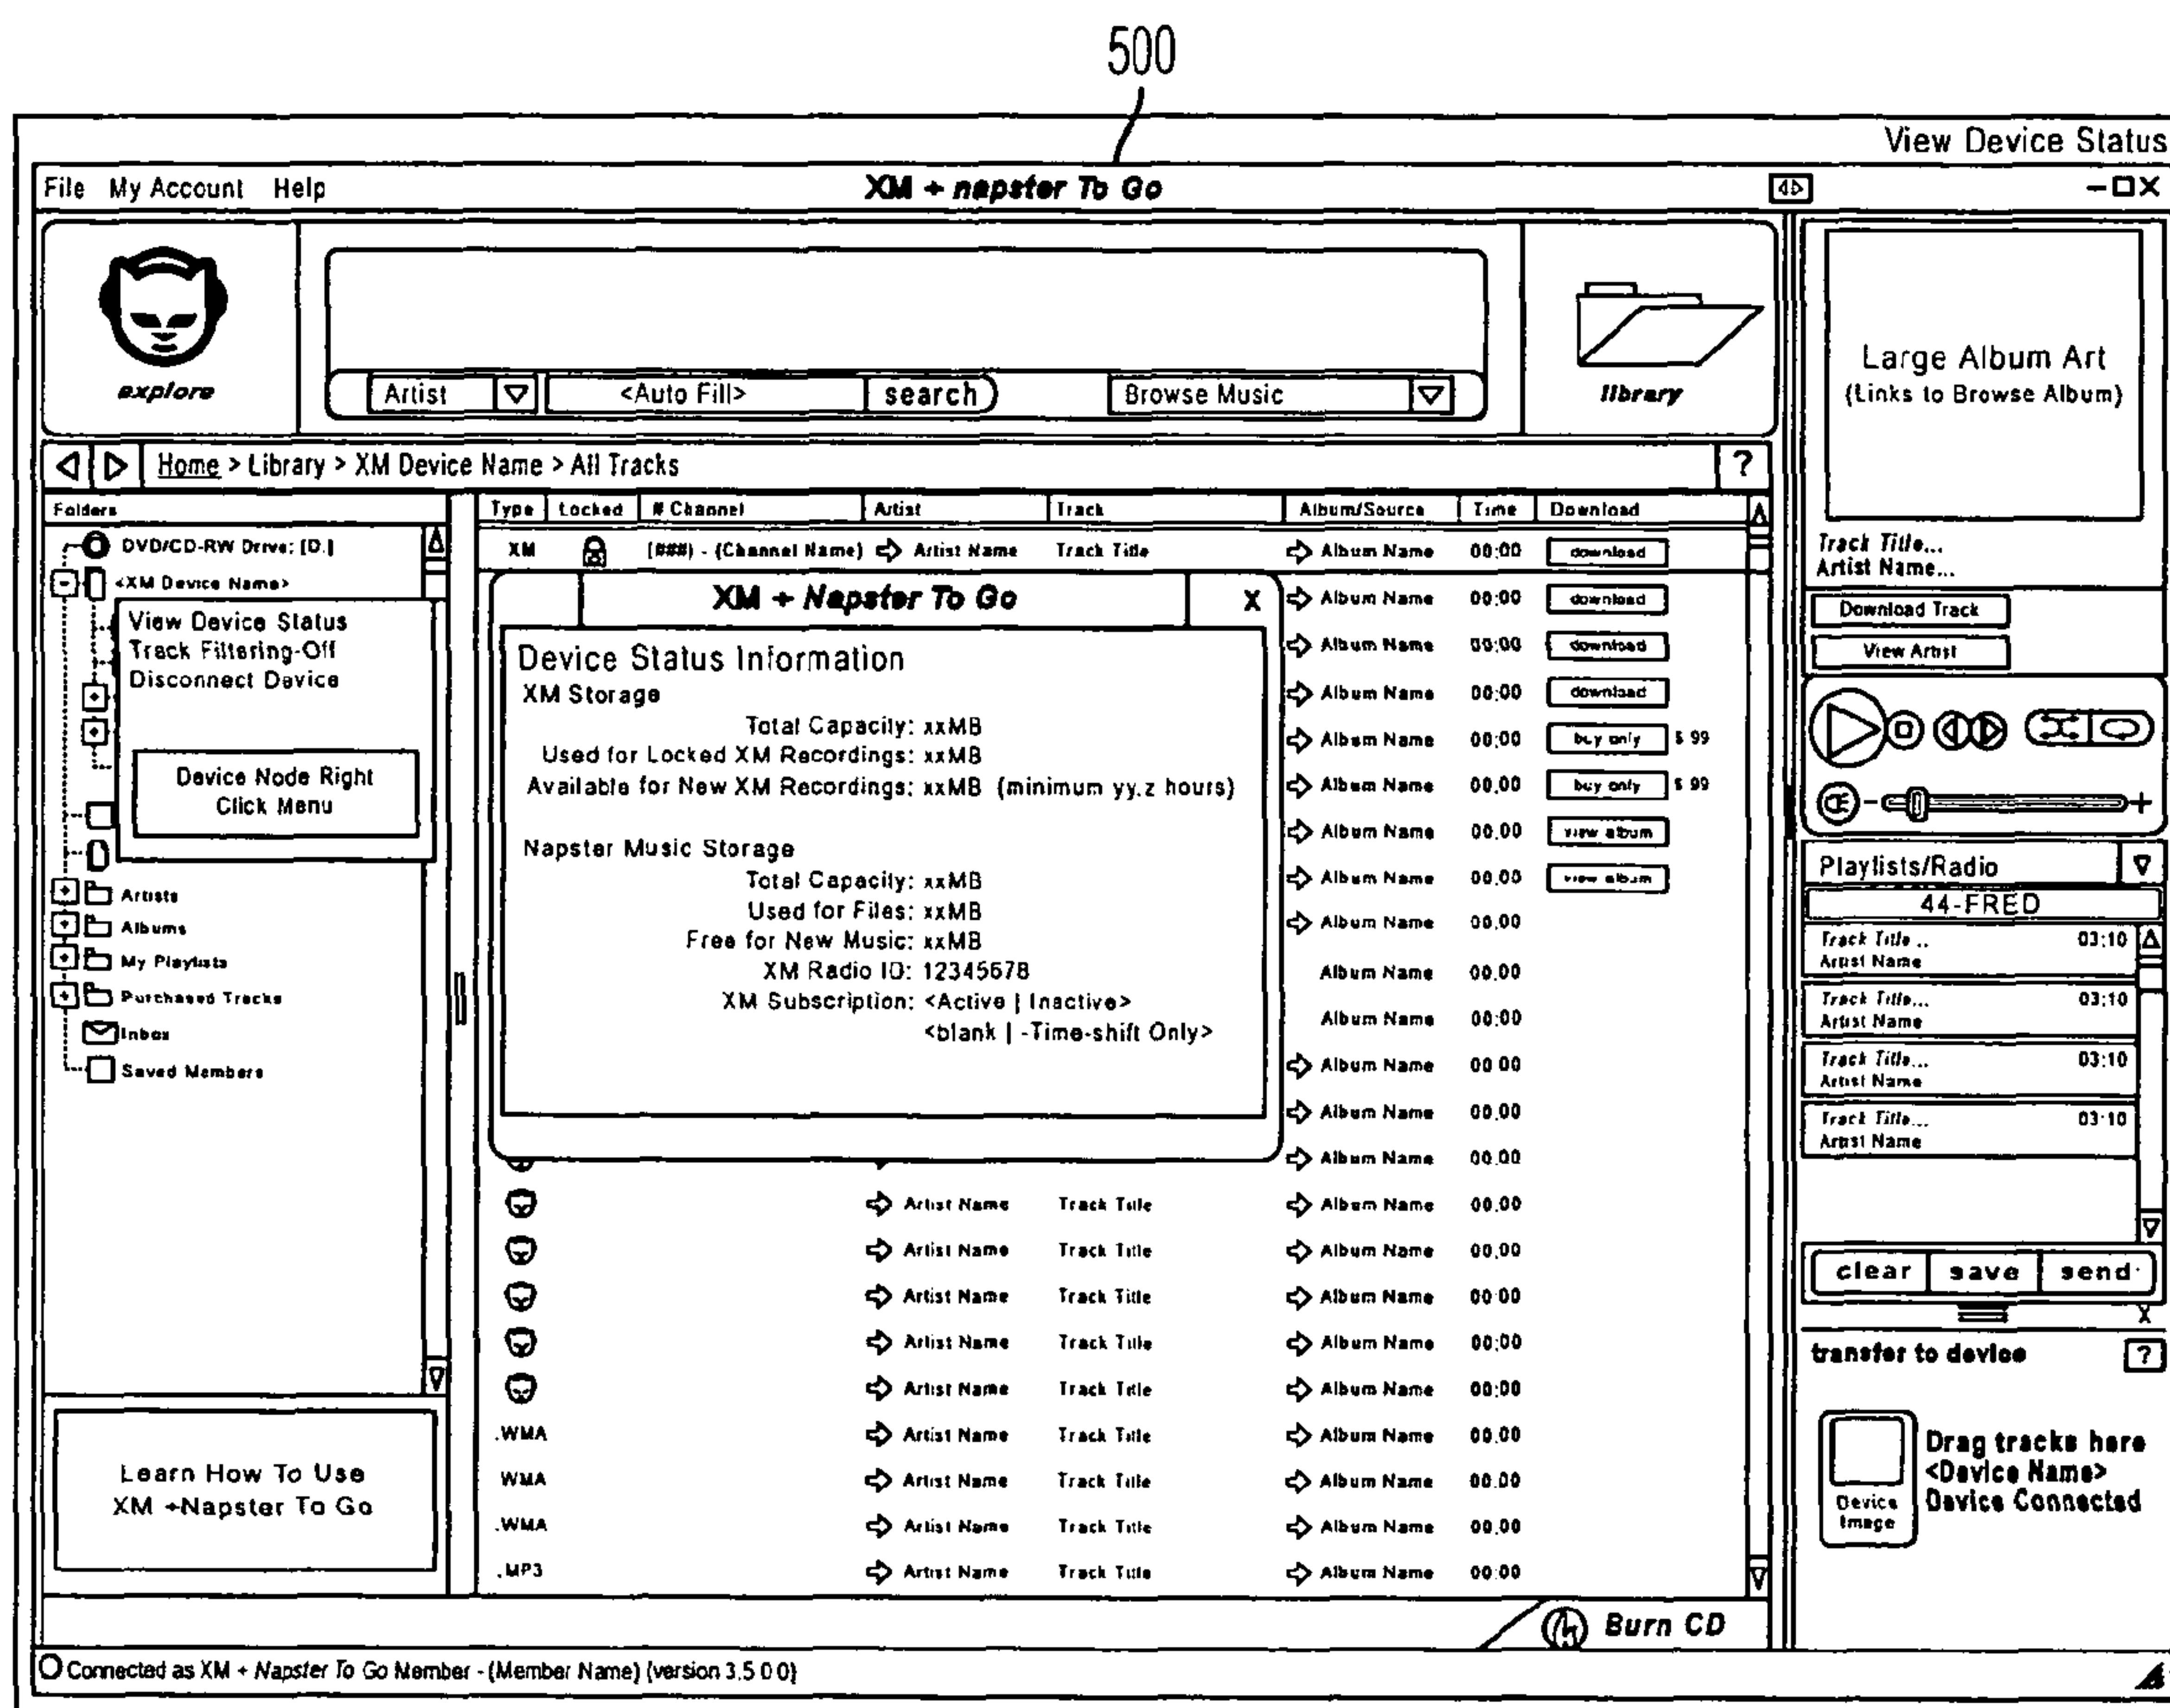 500
View Device Status
File My Account Help XM + napster To Go
explore
Artist <Auto Fill> search Browse Music
library
Home > Library > XM Device Name > All Tracks ?
Folders
DVD/CD-RW Drive: [D.]
<XM Device Name>
View Device Status
Track Filtering-Off
Disconnect Device
Device Node Right
Click Menu
Artists
Albums
My Playlists
Purchased Tracks
Inbox
Saved Members
Learn How To Use
XM +Napster To Go
Type Locked # Channel Artist Track Album/Source Time Download
XM (###) - (Channel Name) Artist Name Track Title Album Name 00:00 download
Album Name 00:00 download
Album Name 00:00 download
Album Name 00:00 download
Album Name 00:00 buy only $ 99
Album Name 00.00 buy only $ 99
Album Name 00.00 view album
Album Name 00.00 view album
Album Name 00.00
Album Name 00.00
Album Name 00:00
Album Name 00 00
Album Name 00.00
Album Name 00.00
XM + Napster To Go X
Device Status Information
XM Storage
Total Capacity: xxMB
Used for Locked XM Recordings: xxMB
Available for New XM Recordings: xxMB (minimum yy.z hours)
Napster Music Storage
Total Capacity: xxMB
Used for Files: xxMB
Free for New Music: xxMB
XM Radio ID: 12345678
XM Subscription: <Active | Inactive>
<blank | -Time-shift Only>
Artist Name Track Title Album Name 00.00
Artist Name Track Title Album Name 00.00
Artist Name Track Title Album Name 00:00
Artist Name Track Title Album Name 00:00
Artist Name Track Title Album Name 00:00
.WMA Artist Name Track Title Album Name 00.00
WMA Artist Name Track Title Album Name 00.00
.WMA Artist Name Track Title Album Name 00.00
.MP3 Artist Name Track Title Album Name 00:00
Burn CD
Large Album Art
(Links to Browse Album)
Track Title...
Artist Name...
Download Track
View Artist
Playlists/Radio
44-FRED
Track Title .. 03:10
Artist Name
Track Title... 03:10
Artist Name
Track Title... 03:10
Artist Name
Track Title... 03:10
Artist Name
clear save send
X
transfer to device ?
Drag tracks here
<Device Name>
Device Connected
Device
Image
Connected as XM + Napster To Go Member - (Member Name) (version 3.5 0 0)